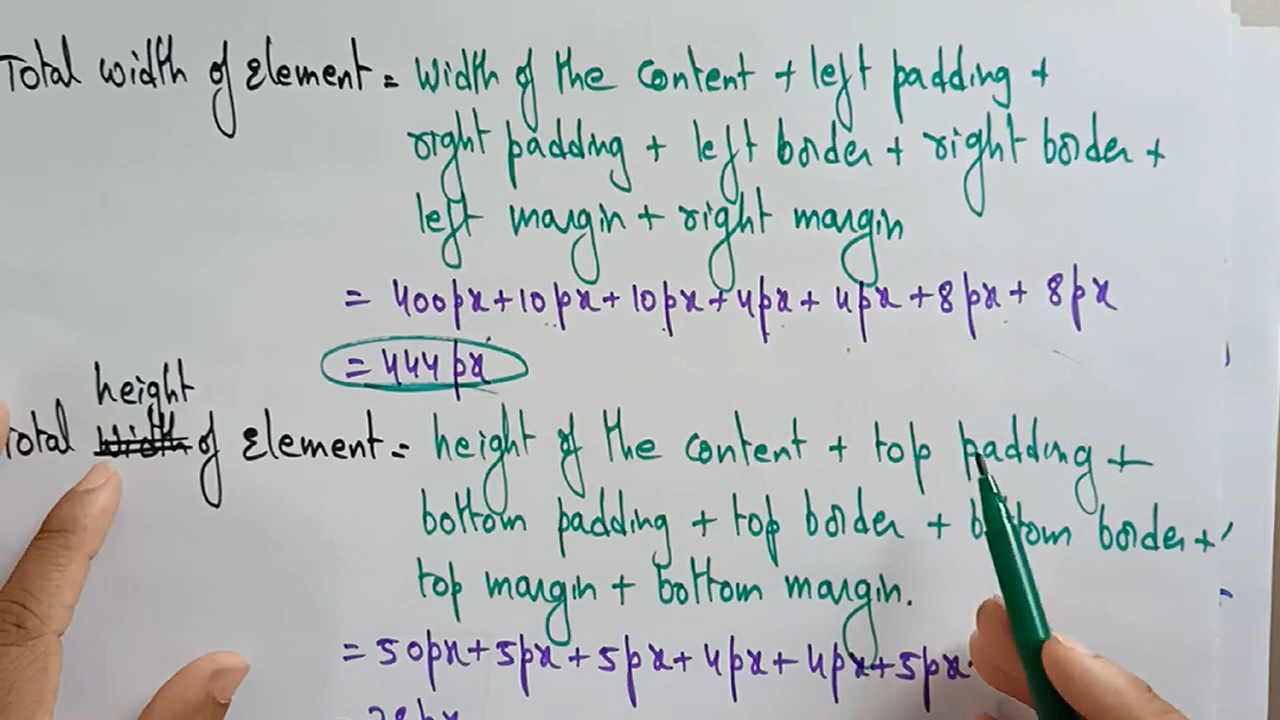 Total width of Element = Width of the content + left padding +
right padding + left border + right border +
left margin + right margin
= 400px+10px+10px+4px+4px+8px+8px
= 444px
height
Total width of Element = height of the content + top padding +
bottom padding + top border + bottom border +
top margin + bottom margin.
= 50px+5px+5px+4px+4px+5px
78px